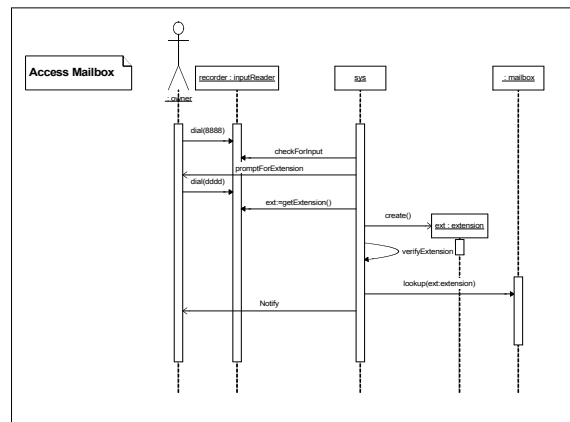 Access Mailbox
: owner
recorder : inputReader
sys
: mailbox
dial(8888)
checkForInput
promptForExtension
dial(dddd)
ext:=getExtension()
create()
ext : extension
verifyExtension
lookup(ext:extension)
Notify